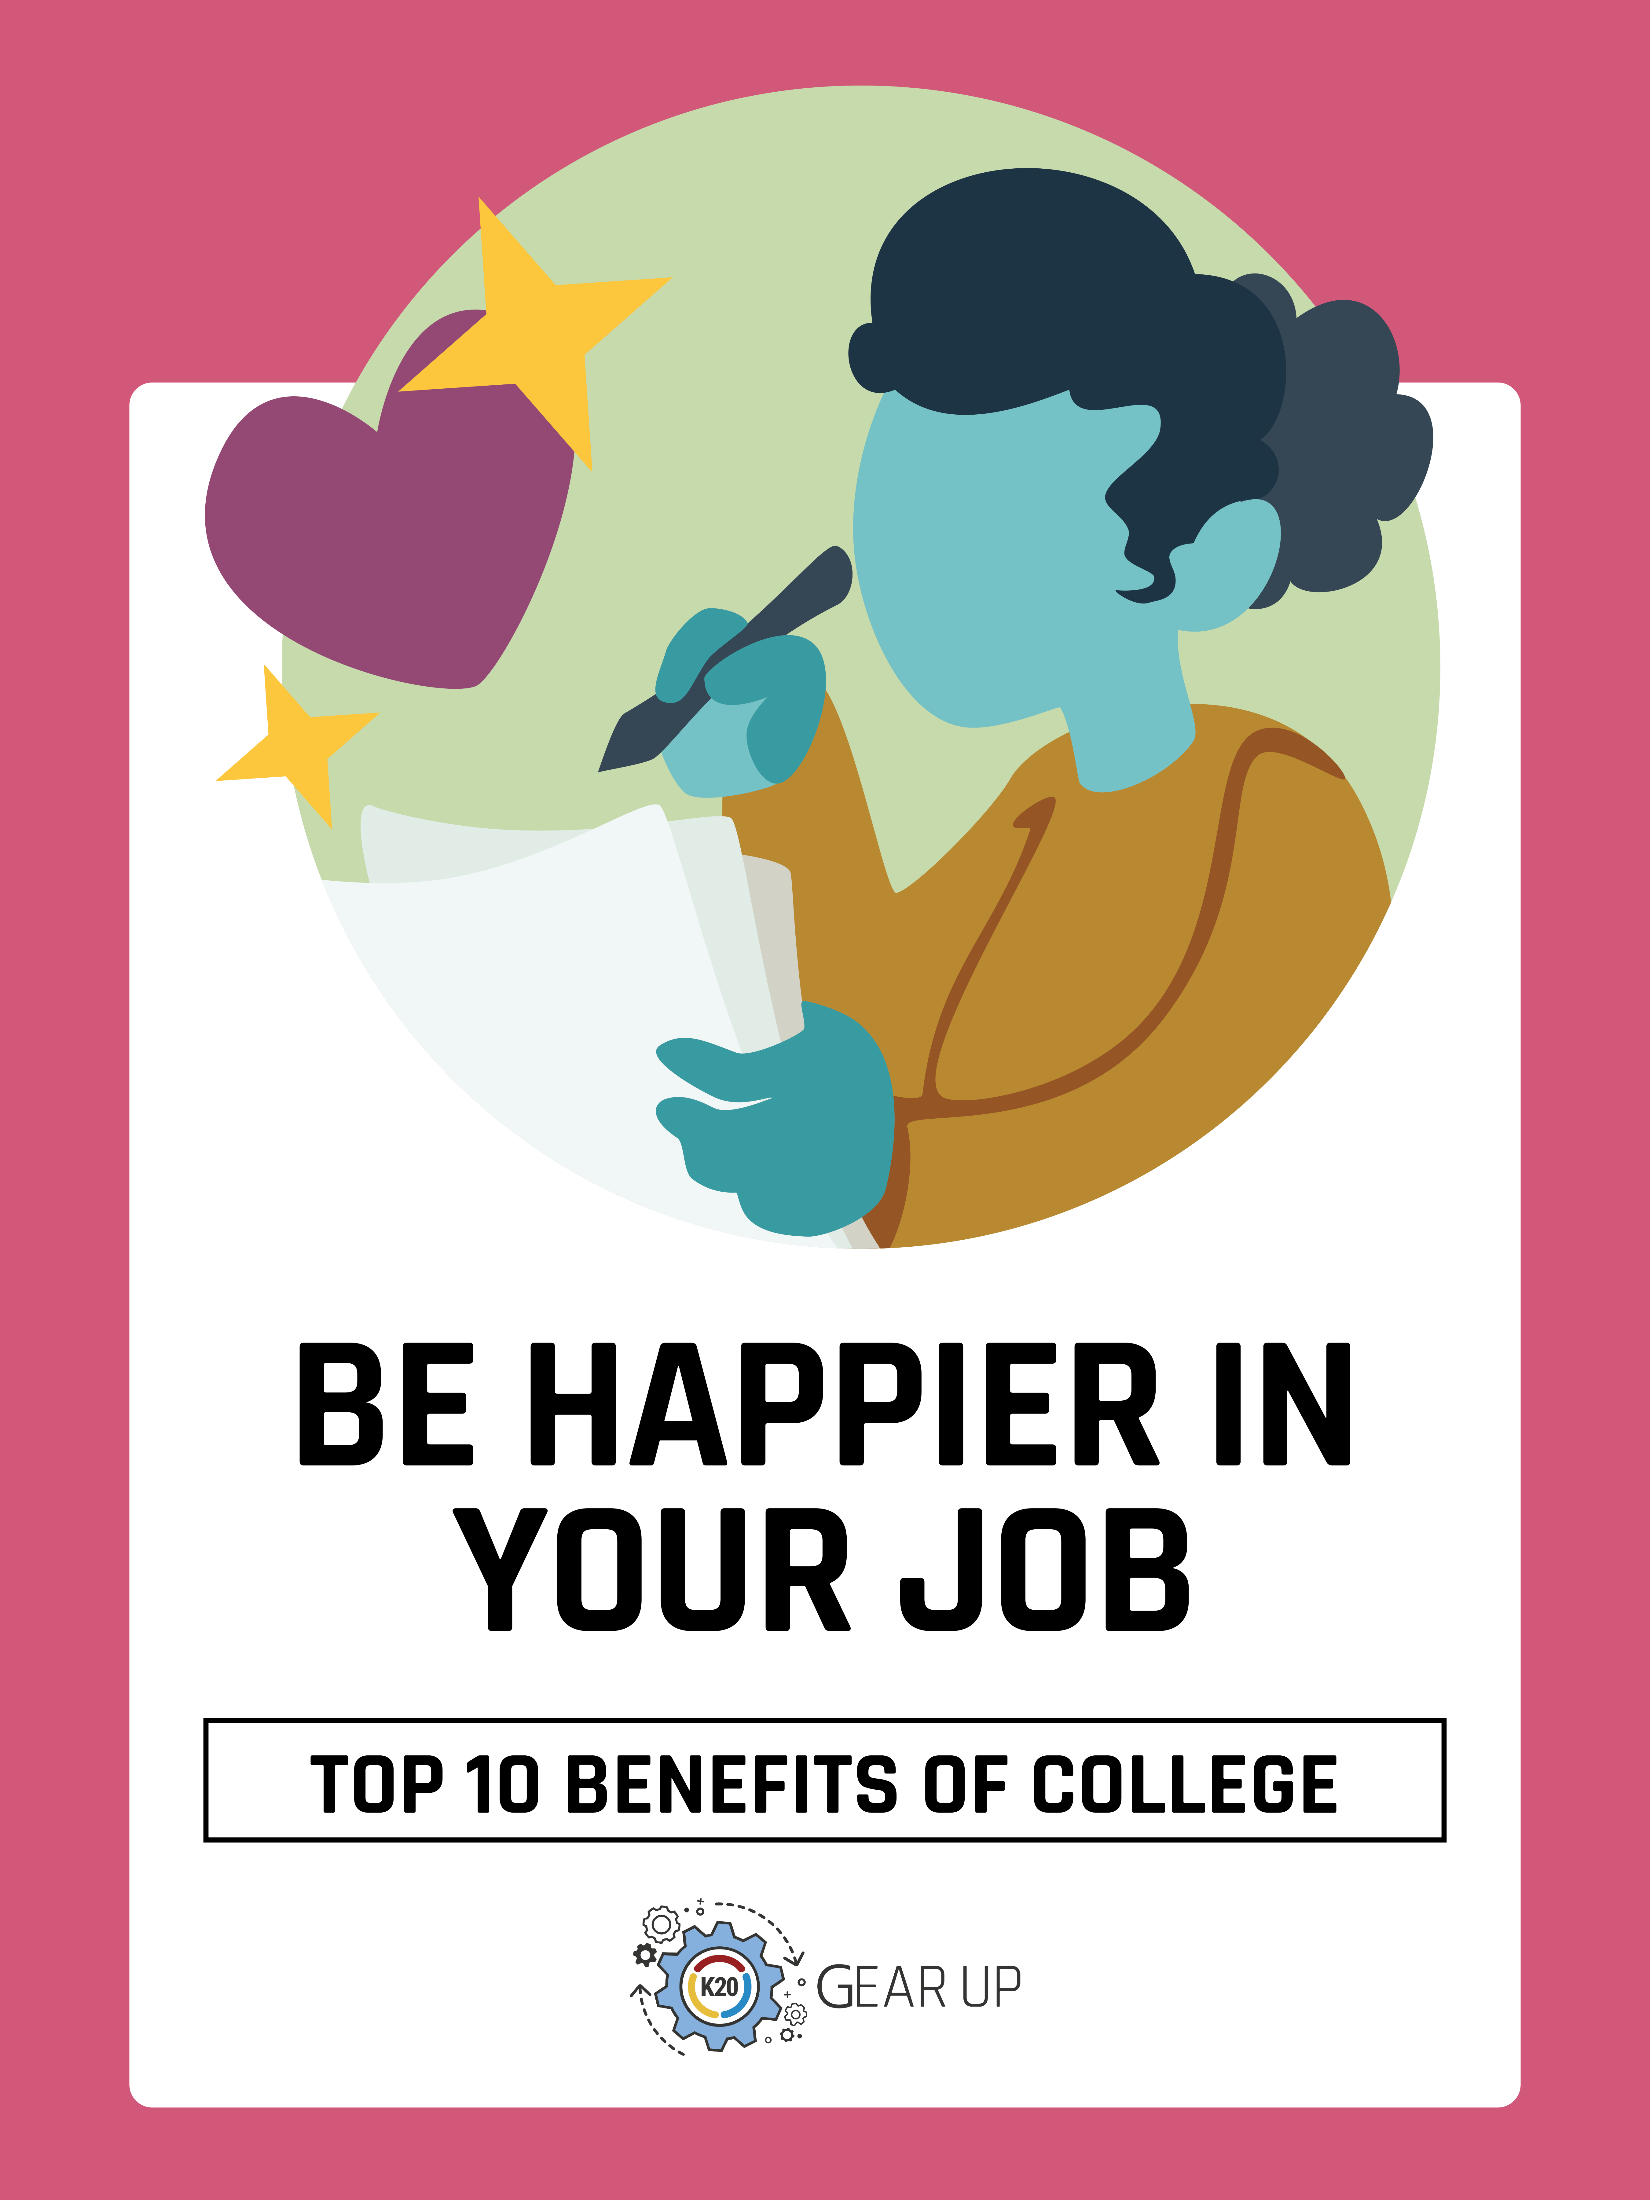 BE HAPPIER IN
YOUR JOB
TOP 10 BENEFITS OF COLLEGE
K20
GEAR UP